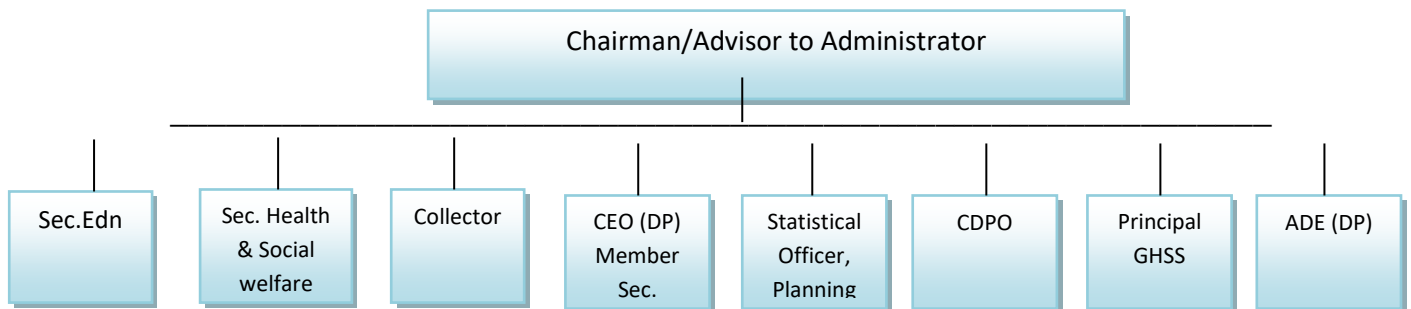 Chairman/Advisor to Administrator
Sec.Edn
Sec. Health
& Social
welfare
Collector
CEO (DP)
Member
Sec.
Statistical
Officer,
Planning
CDPO
Principal
GHSS
ADE (DP)